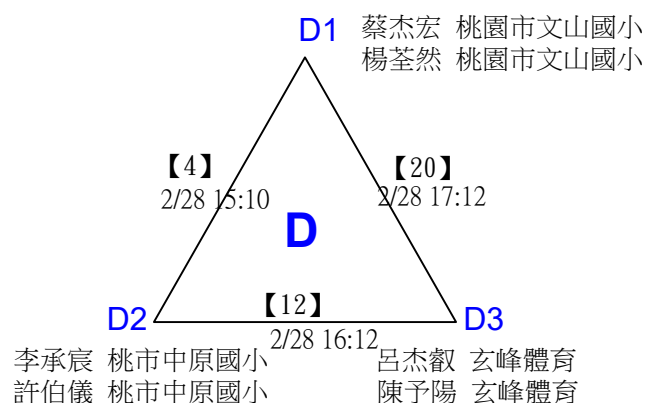 D1 蔡杰宏 桃園市文山國小
楊荃然 桃園市文山國小
【4】
2/28 15:10
【20】
2/28 17:12
D
【12】
2/28 16:12
D2
D3
李承宸 桃市中原國小
許伯儀 桃市中原國小
呂杰叡 玄峰體育
陳予陽 玄峰體育